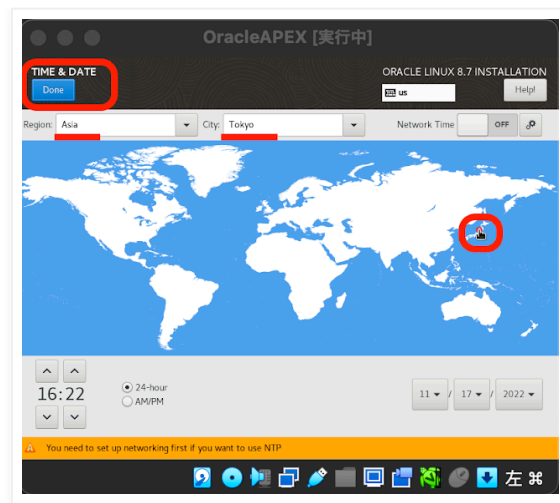 OracleAPEX [実行中]
TIME & DATE
ORACLE LINUX 8.7 INSTALLATION
Done
us
Help!
Region: Asia City: Tokyo Network Time OFF
16:22
24-hour
AM/PM
11 / 17 / 2022
You need to set up networking first if you want to use NTP
左 ⌘